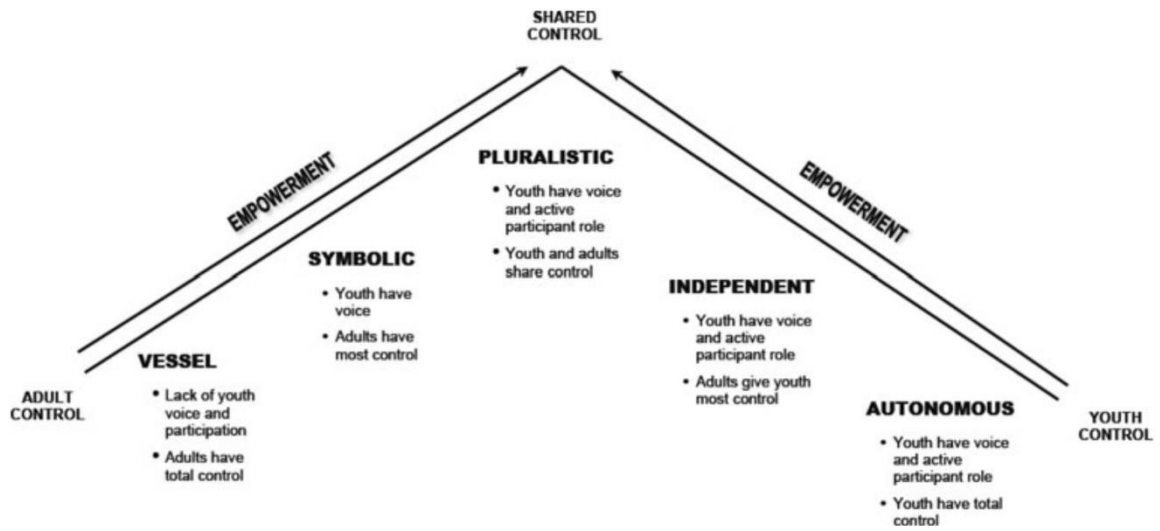 SHARED
CONTROL
EMPOWERMENT
EMPOWERMENT
PLURALISTIC
• Youth have voice
and active
participant role
• Youth and adults
share control
SYMBOLIC
• Youth have
voice
• Adults have
most control
INDEPENDENT
• Youth have voice
and active
participant role
• Adults give youth
most control
VESSEL
• Lack of youth
voice and
participation
• Adults have
total control
ADULT
CONTROL
AUTONOMOUS
• Youth have voice
and active
participant role
• Youth have total
control
YOUTH
CONTROL